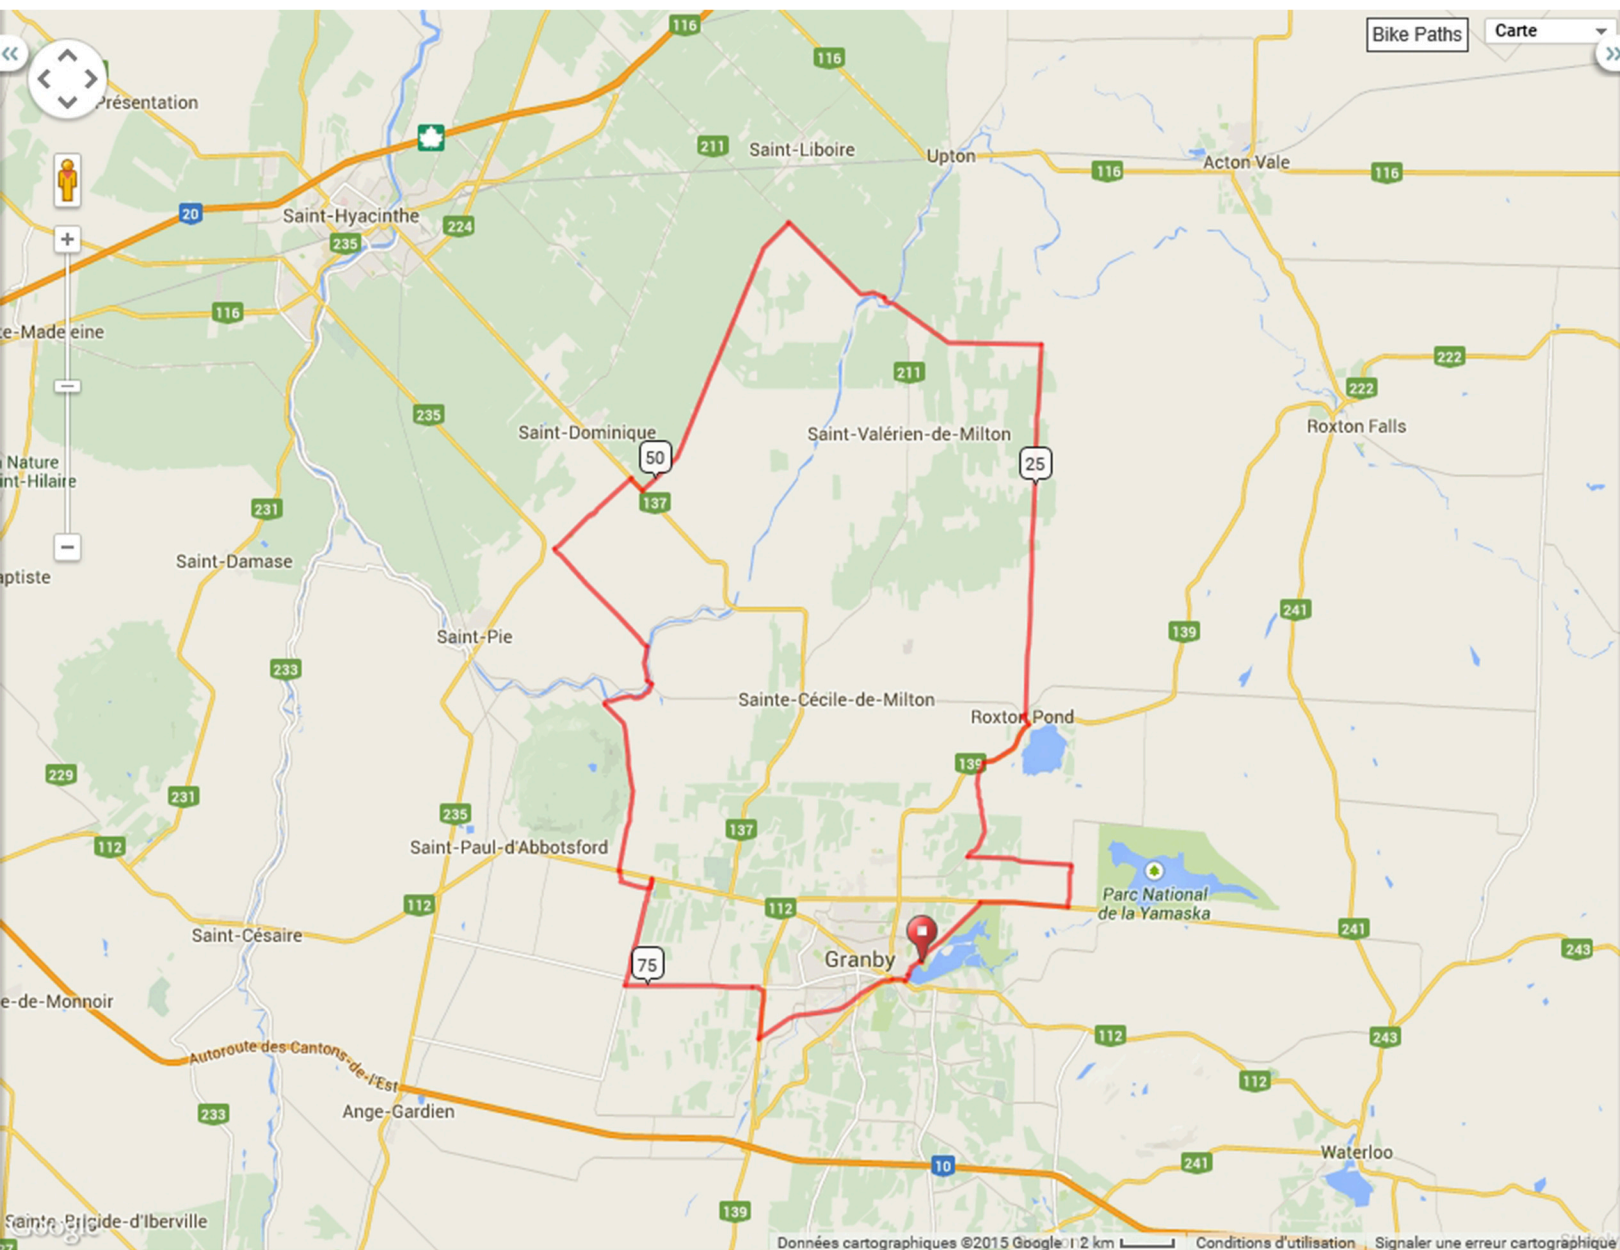 116
Bike Paths
Carte
116
Présentation
211
Saint-Liboire
Upton
116
Acton Vale
116
20
Saint-Hyacinthe
224
235
116
222
211
222
235
Saint-Dominique
Saint-Valérien-de-Milton
Roxton Falls
50
25
137
231
Saint-Damase
aptiste
241
139
Saint-Pie
233
Sainte-Cécile-de-Milton
Roxton Pond
139
229
231
235
137
112
Saint-Paul-d'Abbotsford
Parc National
de la Yamaska
112
112
241
Saint-Césaire
243
Granby
75
e-de-Monnoir
112
243
Autoroute des Cantons-de-l'Est
112
Ange-Gardien
233
Waterloo
241
10
139
Sainte-Brigide-d'Iberville
Google
Données cartographiques ©2015 Google
2 km
Conditions d'utilisation
Signaler une erreur cartographique